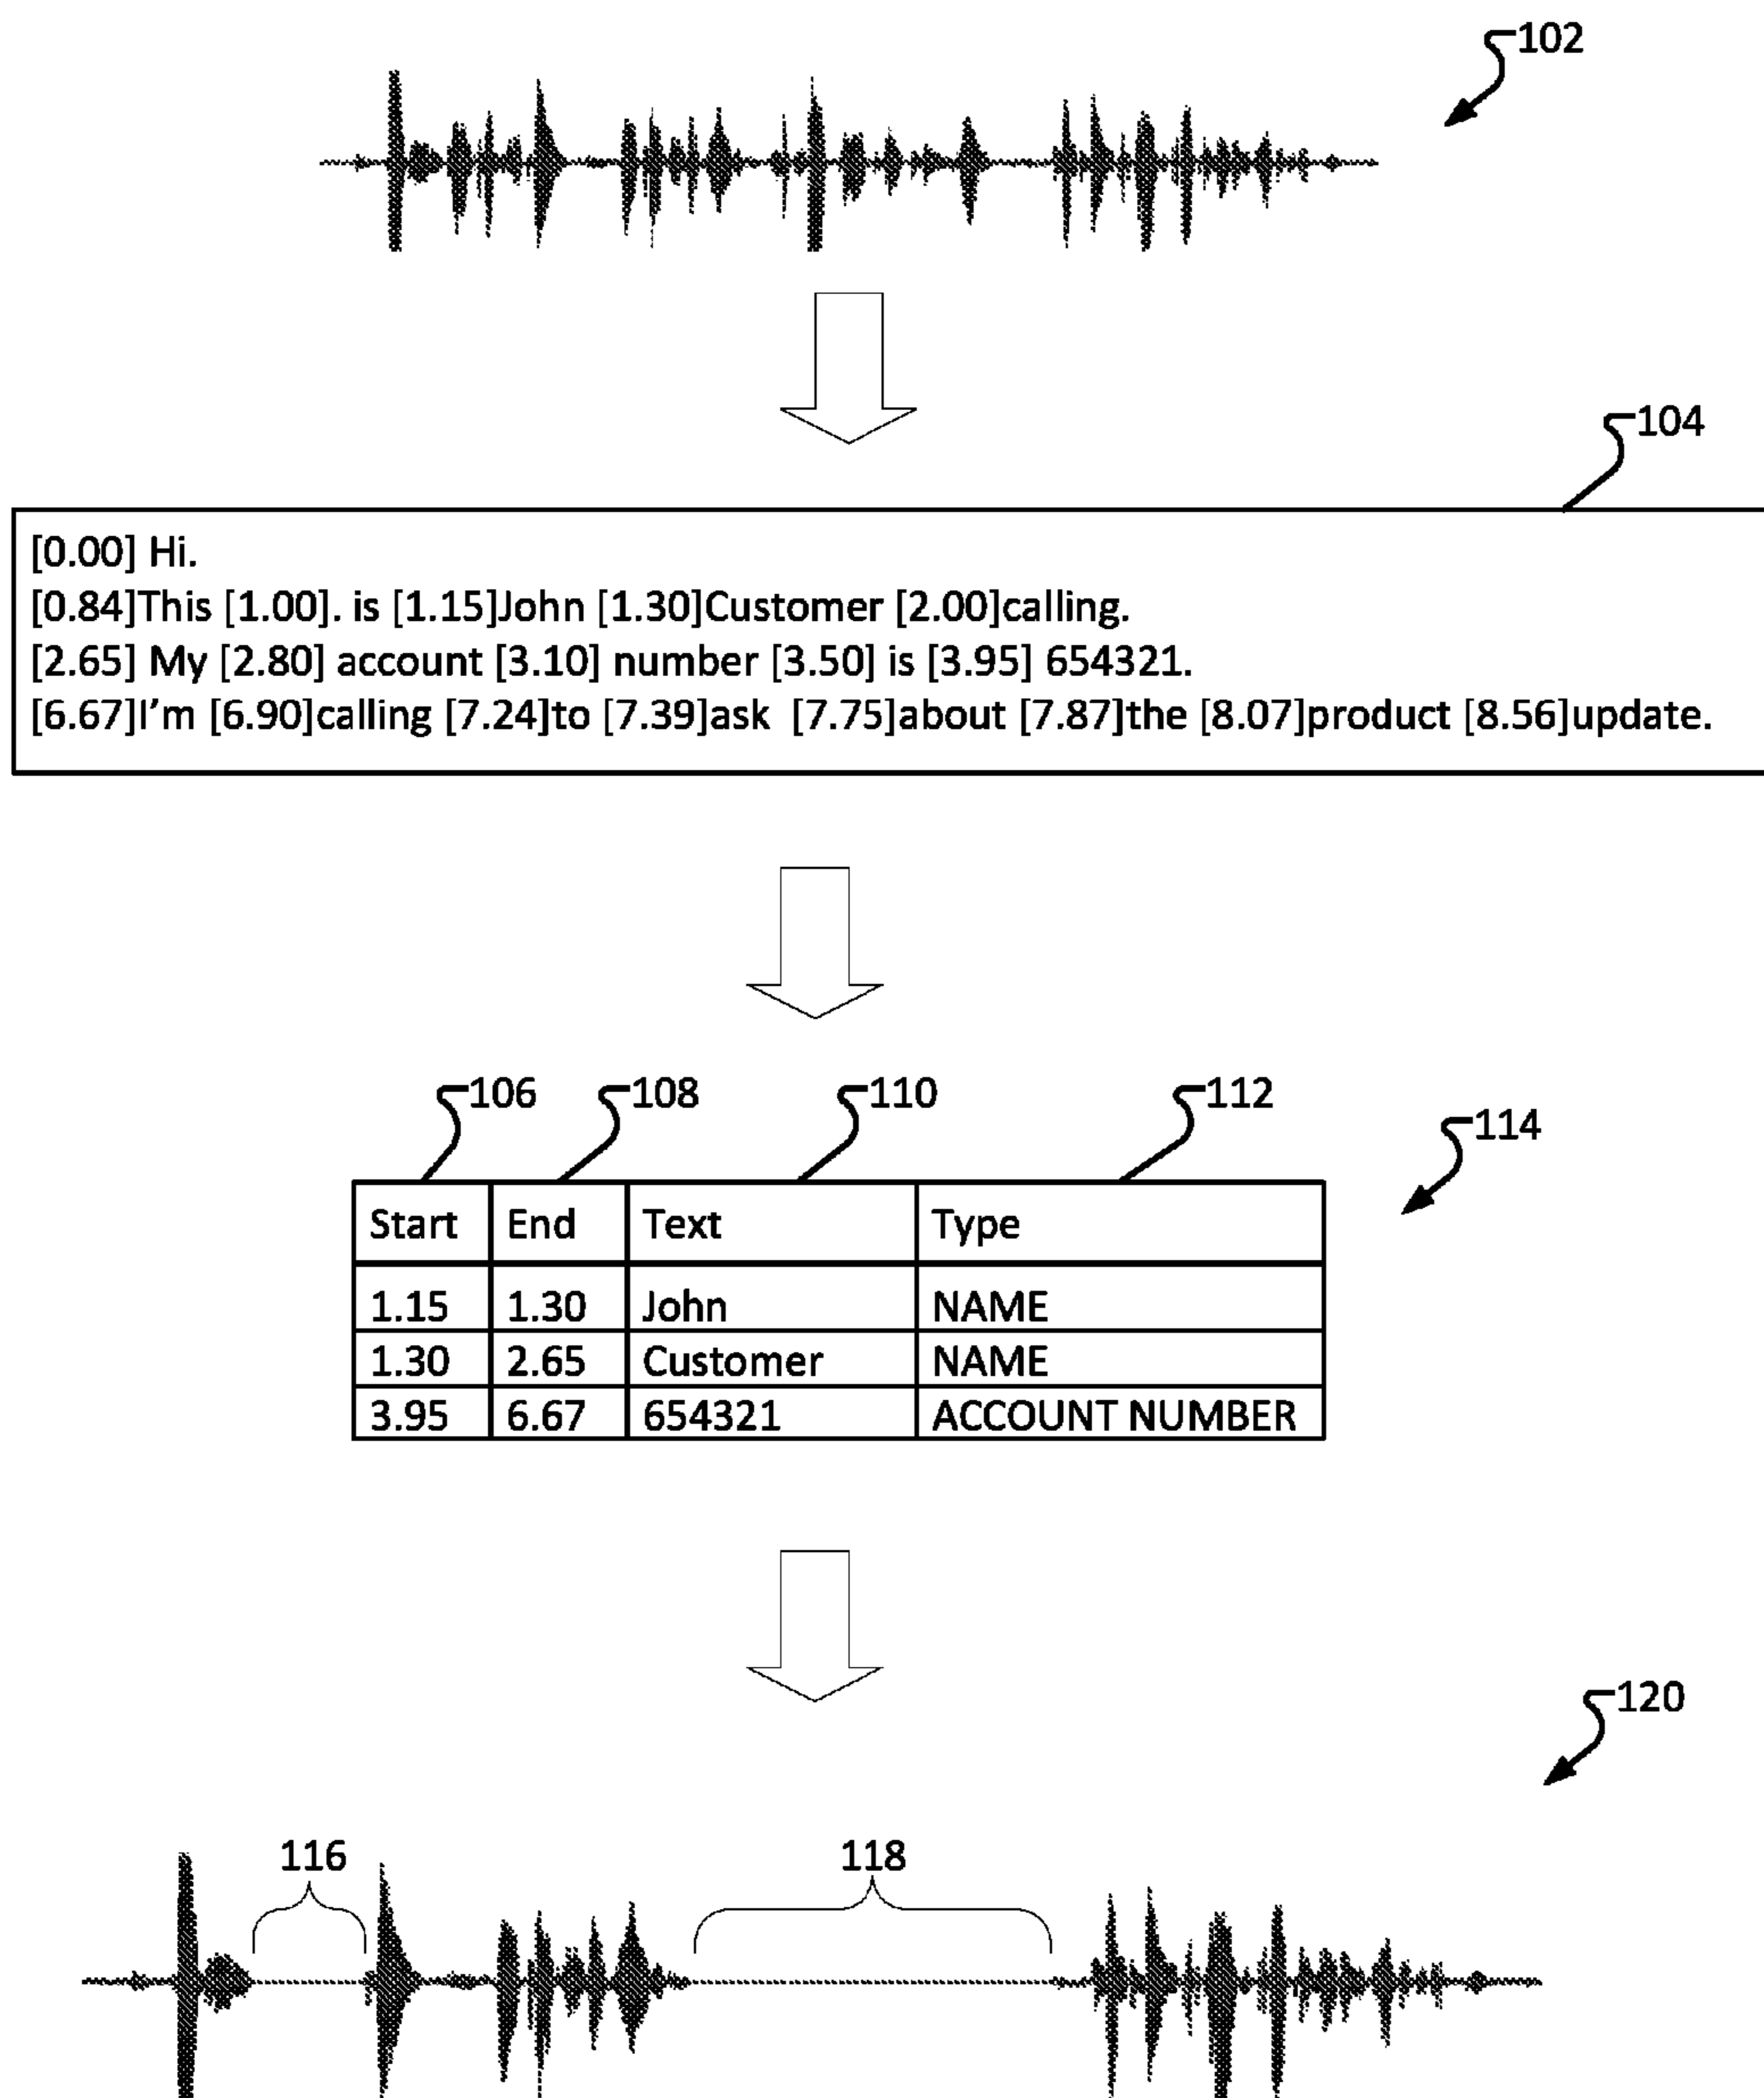 102
104
[0.00] Hi.
[0.84]This [1.00]. is [1.15]John [1.30]Customer [2.00]calling.
[2.65] My [2.80] account [3.10] number [3.50] is [3.95] 654321.
[6.67]I'm [6.90]calling [7.24]to [7.39]ask  [7.75]about [7.87]the [8.07]product [8.56]update.
106 108 110 112
114
Start End Text Type
1.15 1.30 John NAME
1.30 2.65 Customer NAME
3.95 6.67 654321 ACCOUNT NUMBER
120
116 118